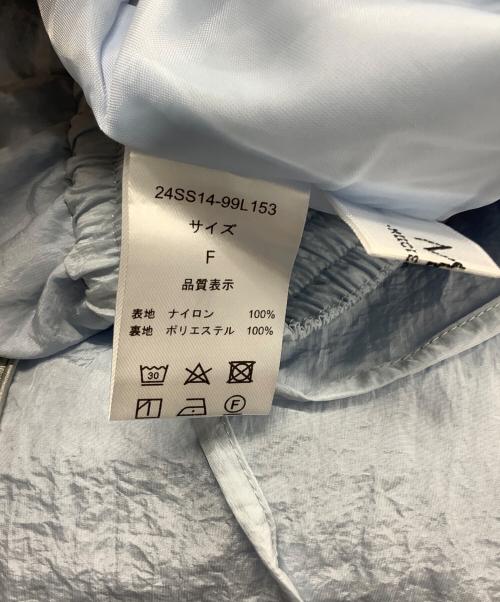 24SS14-99L153
サイズ
F
品質表示
表地 ナイロン 100%
裏地 ポリエステル 100%
30
F